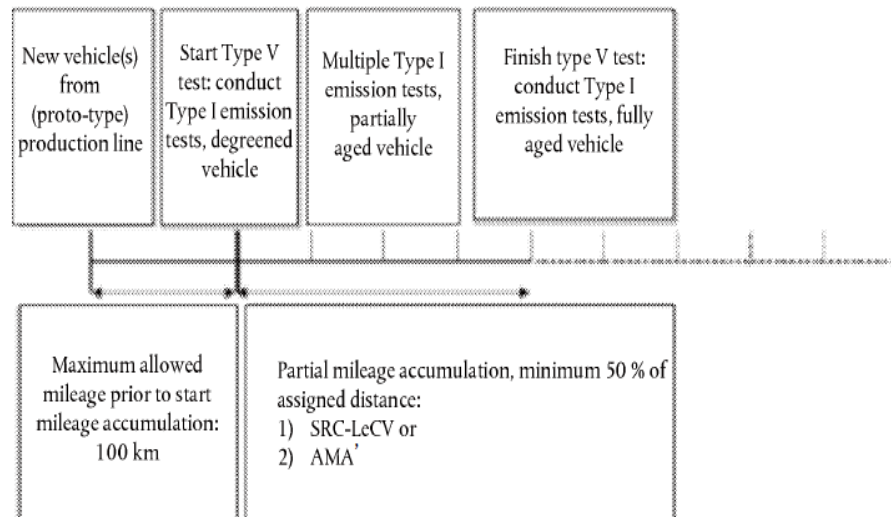 New vehicle(s)
from
(proto-type)
production line
Start Type V
test: conduct
Type I emission
tests, degreened
vehicle
Multiple Type I
emission tests,
partially
aged vehicle
Finish type V test:
conduct Type I
emission tests, fully
aged vehicle
Maximum allowed
mileage prior to start
mileage accumulation:
100 km
Partial mileage accumulation, minimum 50 % of
assigned distance:
1) SRC-LeCV or
2) AMA’